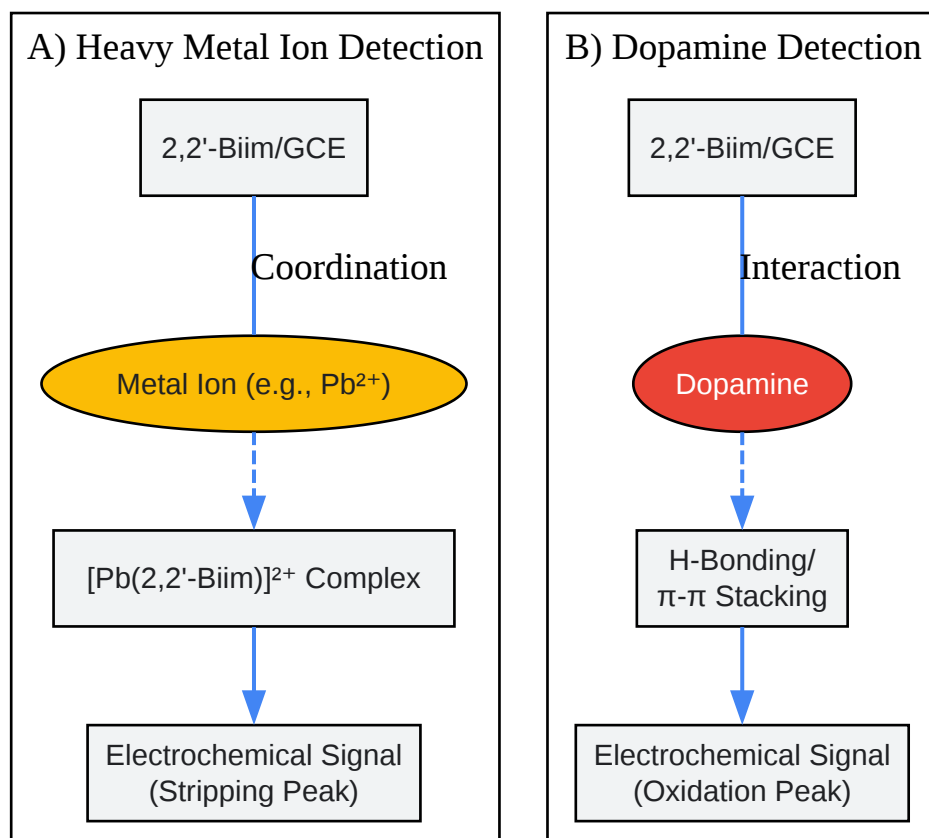 A) Heavy Metal Ion Detection
2,2'-Biim/GCE
Coordination
Metal Ion (e.g., Pb²⁺)
[Pb(2,2'-Biim)]²⁺ Complex
Electrochemical Signal
(Stripping Peak)
B) Dopamine Detection
2,2'-Biim/GCE
Interaction
Dopamine
H-Bonding/
π-π Stacking
Electrochemical Signal
(Oxidation Peak)